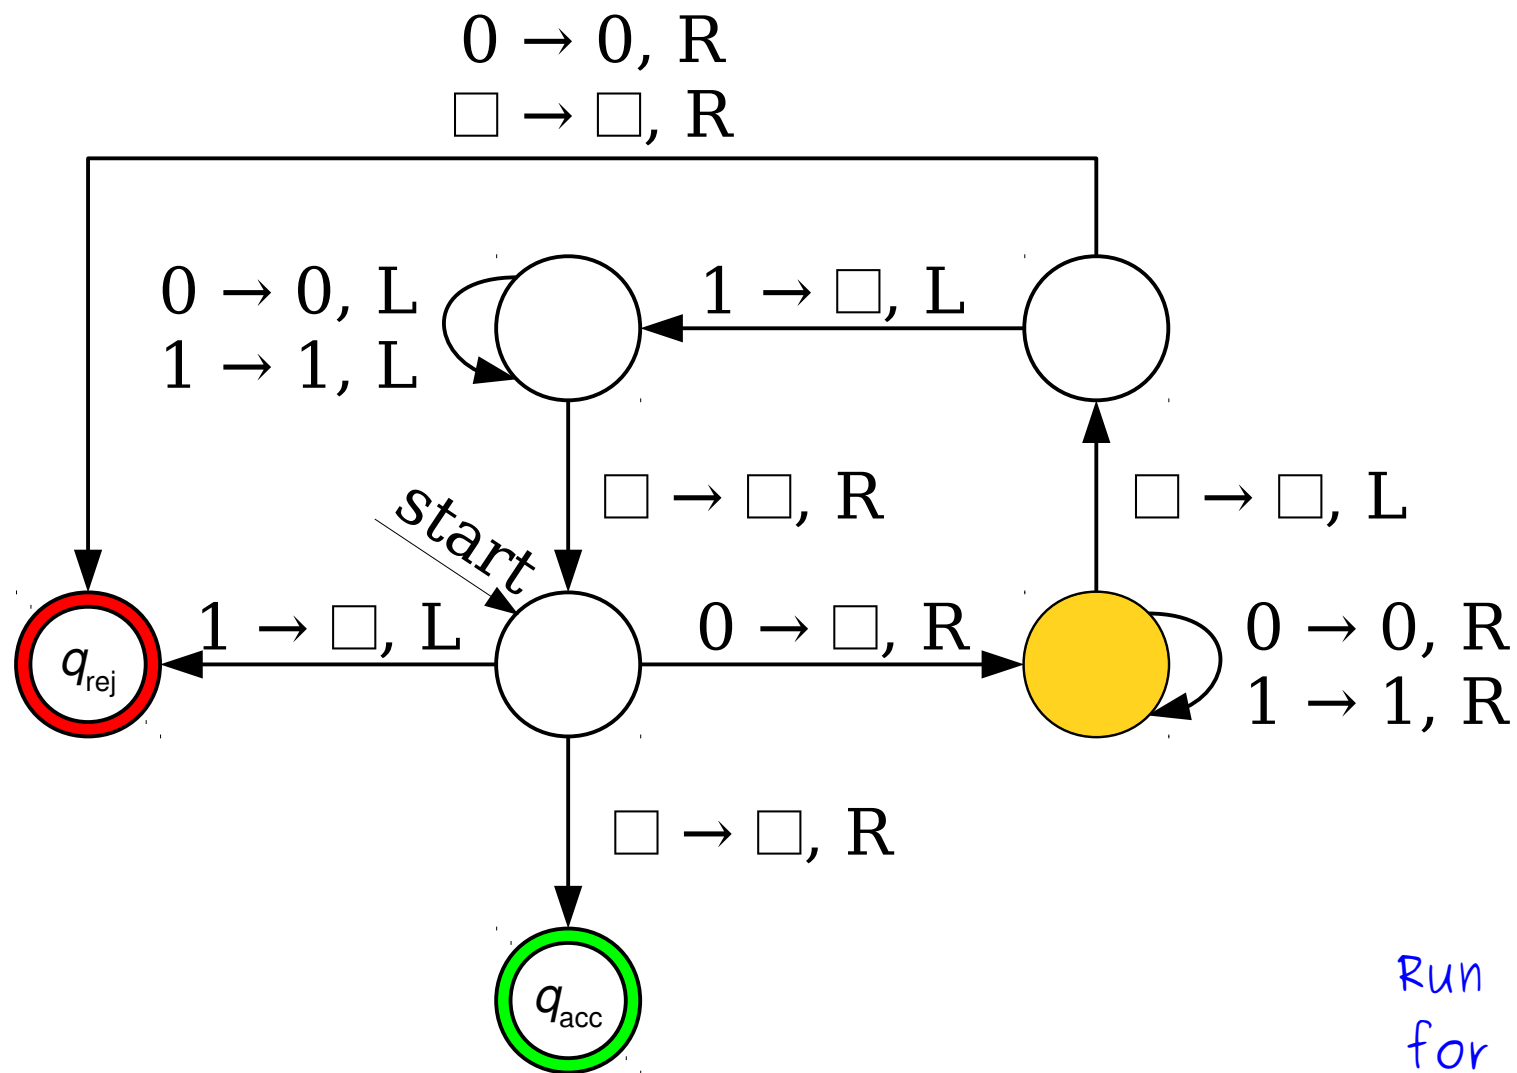 0 → 0, R
□ → □, R
0 → 0, L
1 → 1, L
1 → □, L
□ → □, R
□ → □, L
start
1 → □, L
0 → □, R
0 → 0, R
1 → 1, R
qrej
□ → □, R
qacc
Run
for